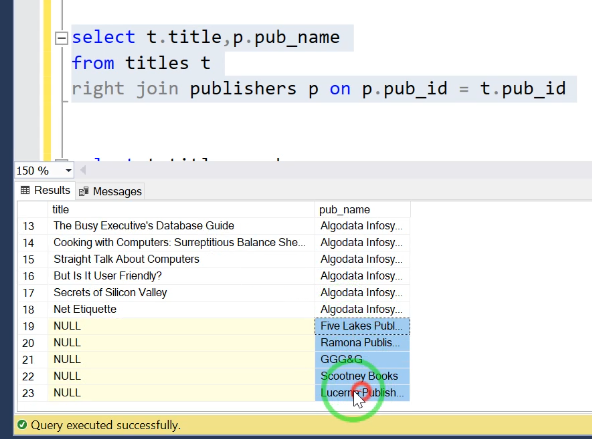 select t.title,p.pub_name
from titles t
right join publishers p on p.pub_id = t.pub_id
150 %
Results Messages
title pub_name
13 The Busy Executive's Database Guide Algodata Infosy...
14 Cooking with Computers: Surreptitious Balance She... Algodata Infosy...
15 Straight Talk About Computers Algodata Infosy...
16 But Is It User Friendly? Algodata Infosy...
17 Secrets of Silicon Valley Algodata Infosy...
18 Net Etiquette Algodata Infosy...
19 NULL Five Lakes Publ...
20 NULL Ramona Publis...
21 NULL GGG&G
22 NULL Scootney Books
23 NULL Lucerne Publish...
Query executed successfully.